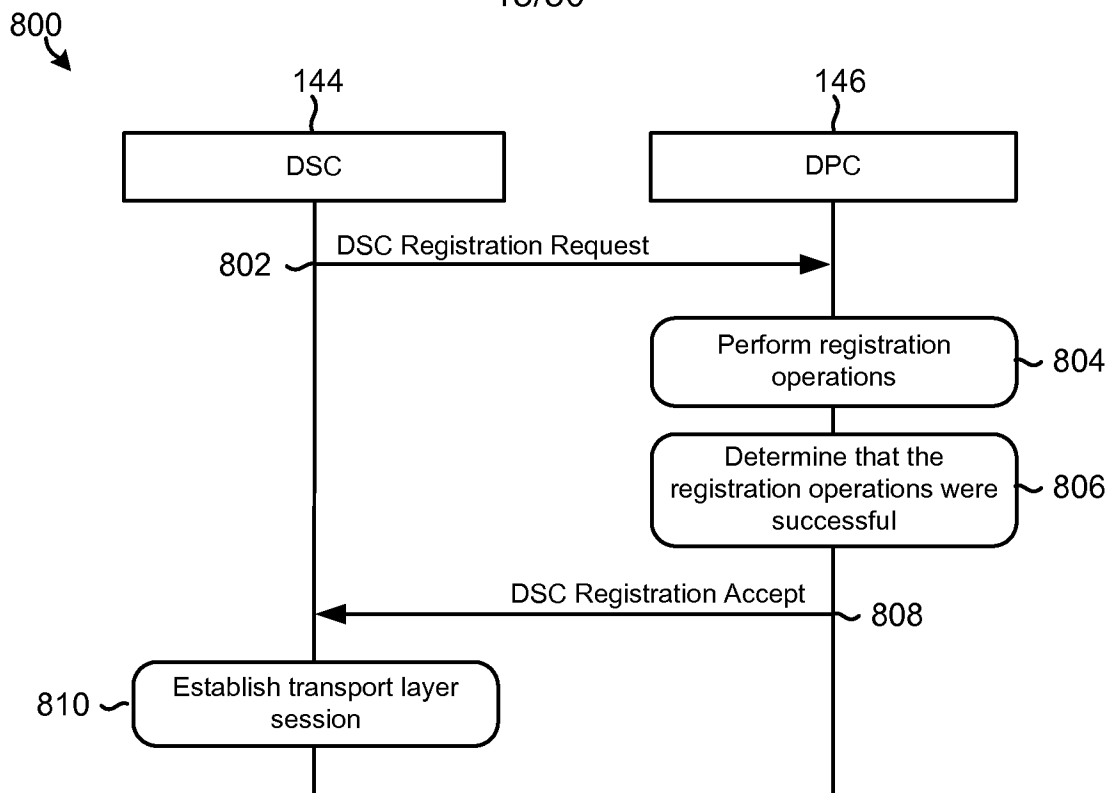 800
144
146
DSC
DPC
DSC Registration Request
802
Perform registration
operations
804
Determine that the
registration operations were
successful
806
DSC Registration Accept
808
Establish transport layer
session
810